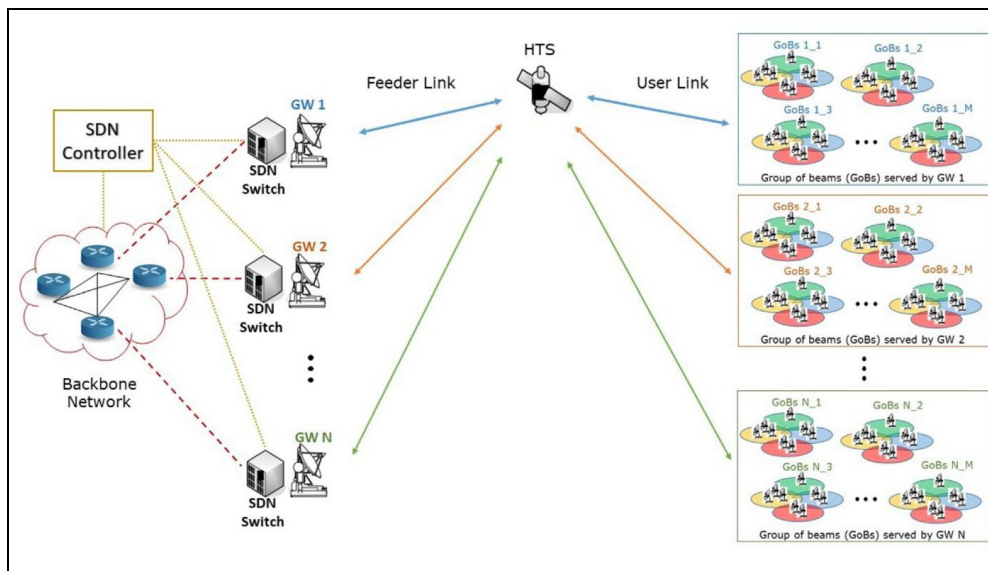 HTS
Feeder Link
User Link
SDN
Controller
GW 1
SDN
Switch
GW 2
SDN
Switch
GW N
SDN
Switch
Backbone
Network
GoBs 1_1
GoBs 1_2
GoBs 1_3
GoBs 1_M
Group of beams (GoBs) served by GW 1
GoBs 2_1
GoBs 2_2
GoBs 2_3
GoBs 2_M
Group of beams (GoBs) served by GW 2
GoBs N_1
GoBs N_2
GoBs N_3
GoBs N_M
Group of beams (GoBs) served by GW N